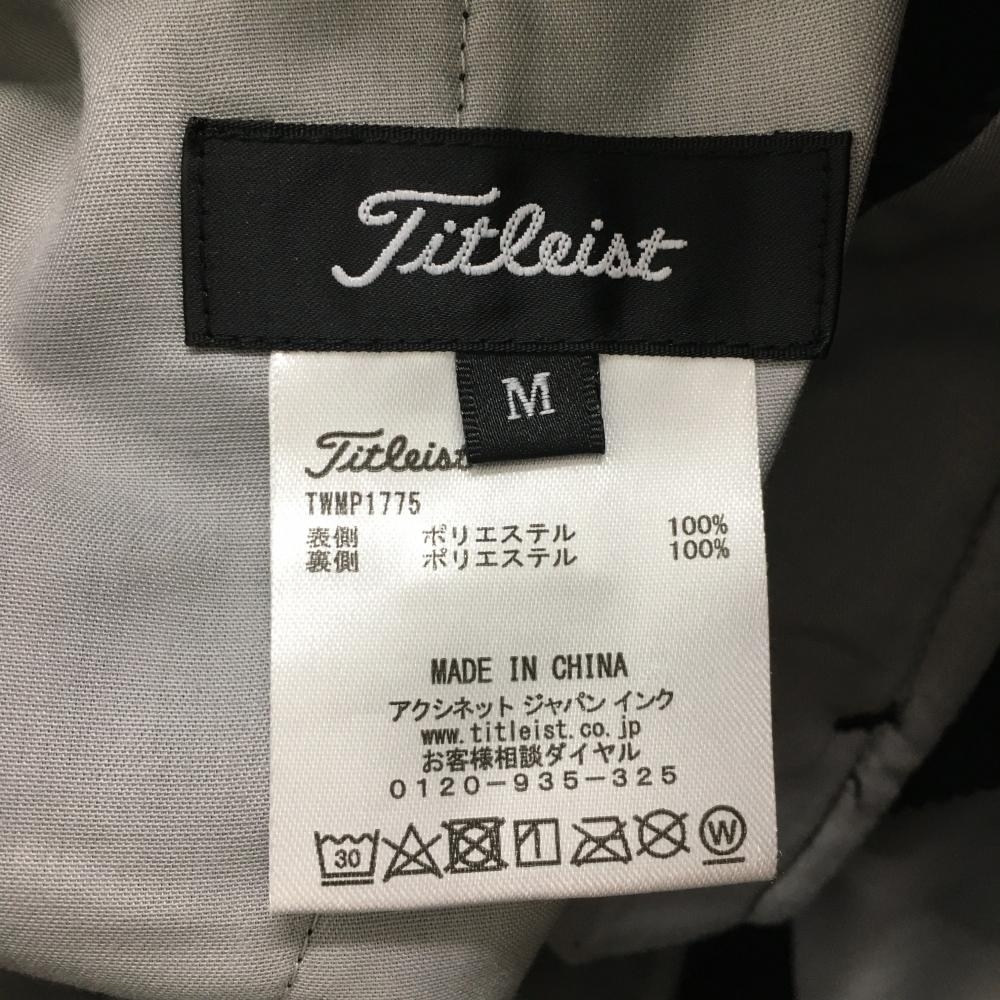 Titleist
M
Titleist
TWMP1775
表側 ポリエステル 100%
裏側 ポリエステル 100%
MADE IN CHINA
アクシネット ジャパン インク
www.titleist.co.jp
お客様相談ダイヤル
0120-935-325
30 W